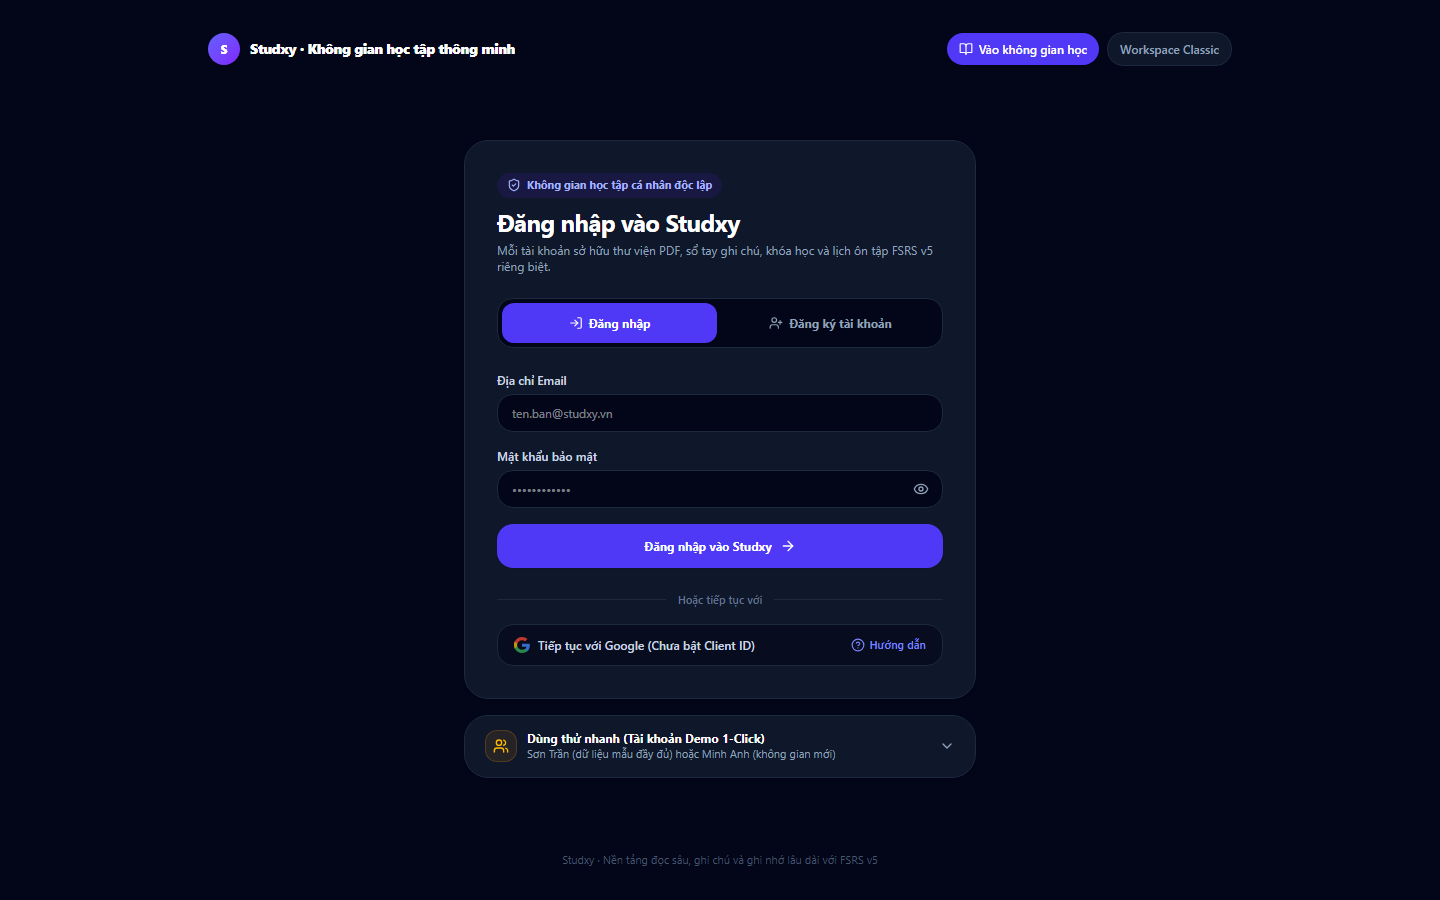 S
Studxy · Không gian học tập thông minh
Vào không gian học
Workspace Classic
Không gian học tập cá nhân độc lập
Đăng nhập vào Studxy
Mỗi tài khoản sở hữu thư viện PDF, sổ tay ghi chú, khóa học và lịch ôn tập FSRS v5
riêng biệt.
Đăng nhập
Đăng ký tài khoản
Địa chỉ Email
ten.ban@studxy.vn
Mật khẩu bảo mật
••••••••••••
Đăng nhập vào Studxy
Hoặc tiếp tục với
Tiếp tục với Google (Chưa bật Client ID)
Hướng dẫn
Dùng thử nhanh (Tài khoản Demo 1-Click)
Sơn Trần (dữ liệu mẫu đầy đủ) hoặc Minh Anh (không gian mới)
Studxy · Nền tảng đọc sâu, ghi chú và ghi nhớ lâu dài với FSRS v5